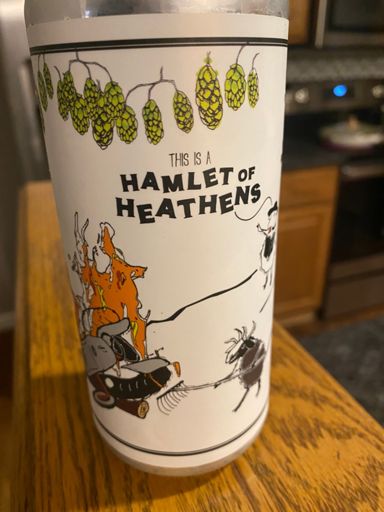 THIS IS A
HAMLET OF
HEATHENS